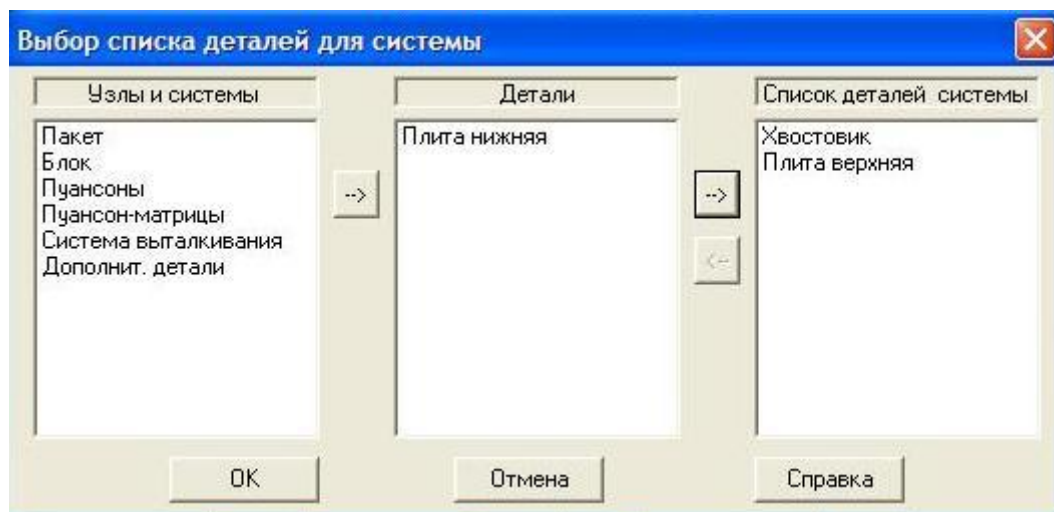 Выбор списка деталей для системы
Узлы и системы
Пакет
Блок
Пуансоны
Пуансон-матрицы
Система выталкивания
Дополнит. детали
-->
Детали
Плита нижняя
-->
<--
Список деталей системы
Хвостовик
Плита верхняя
OK
Отмена
Справка